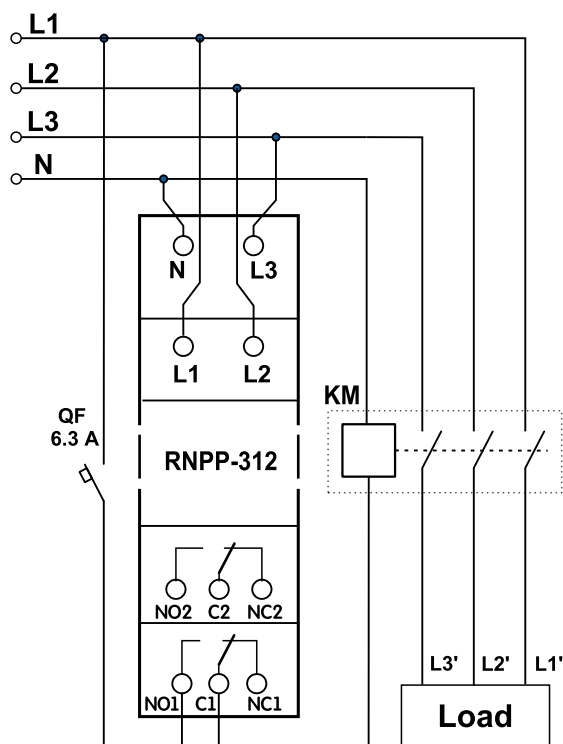 L1
L2
L3
N
N L3
L1 L2
KM
QF
6.3 A
RNPP-312
NO2 C2 NC2
NO1 C1 NC1
L3' L2' L1'
Load